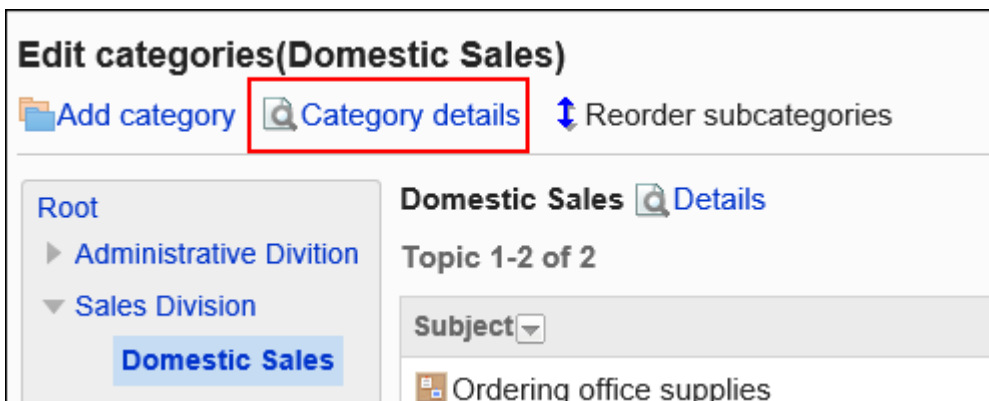 Edit categories(Domestic Sales)
Add category Category details Reorder subcategories
Root
Administrative Divition
Sales Division
Domestic Sales
Domestic Sales Details
Topic 1-2 of 2
Subject
Ordering office supplies